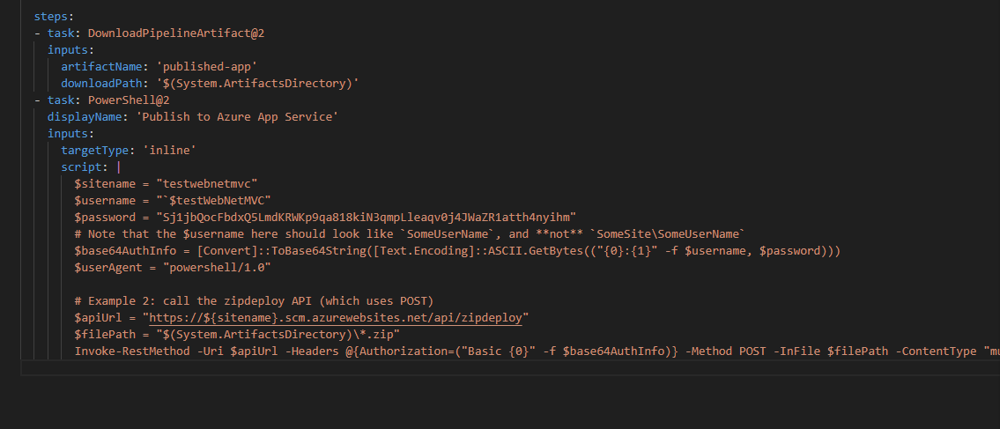 steps:
- task: DownloadPipelineArtifact@2
  inputs:
    artifactName: 'published-app'
    downloadPath: '$(System.ArtifactsDirectory)'
- task: PowerShell@2
  displayName: 'Publish to Azure App Service'
  inputs:
    targetType: 'inline'
    script: |
      $sitename = "testwebnetmvc"
      $username = "`$testWebNetMVC"
      $password = "Sj1jbQocFbdxQ5LmdKRWKp9qa818kiN3qmpLleaqv0j4JWaZR1atth4nyihm"
      # Note that the $username here should look like `SomeUserName`, and **not** `SomeSite\SomeUserName`
      $base64AuthInfo = [Convert]::ToBase64String([Text.Encoding]::ASCII.GetBytes(("{0}:{1}" -f $username, $password)))
      $userAgent = "powershell/1.0"
      # Example 2: call the zipdeploy API (which uses POST)
      $apiUrl = "https://${sitename}.scm.azurewebsites.net/api/zipdeploy"
      $filePath = "$(System.ArtifactsDirectory)\*.zip"
      Invoke-RestMethod -Uri $apiUrl -Headers @{Authorization=("Basic {0}" -f $base64AuthInfo)} -Method POST -InFile $filePath -ContentType "mu